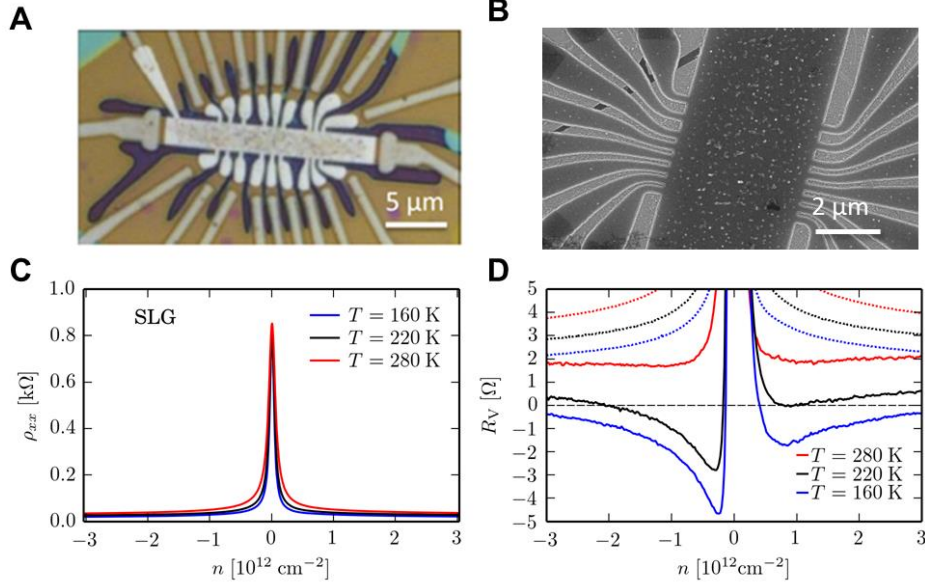 A
B
5 μm
2 μm
C
D
SLG
T = 160 K
T = 220 K
T = 280 K
1.0
0.8
0.6
0.4
0.2
0.0
ρxx [kΩ]
−3 −2 −1 0 1 2 3
n [10¹² cm⁻²]
5
4
3
2
1
0
−1
−2
−3
−4
−5
RV [Ω]
T = 280 K
T = 220 K
T = 160 K
−3 −2 −1 0 1 2 3
n [10¹²cm⁻²]